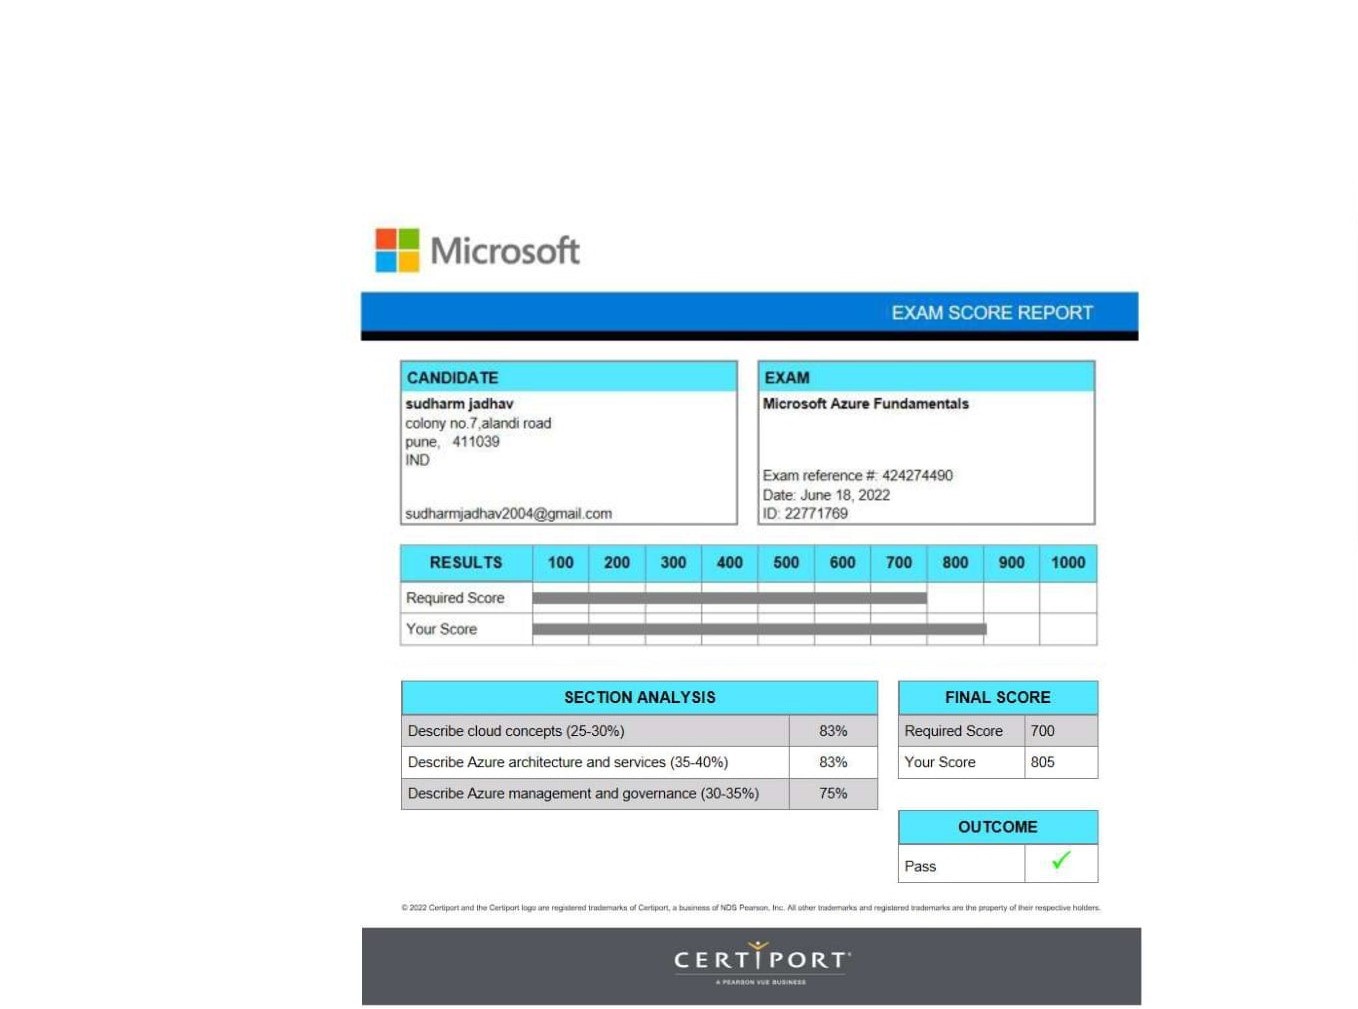 Microsoft
EXAM SCORE REPORT
CANDIDATE
sudharm jadhav
colony no.7,alandi road
pune, 411039
IND
sudharmjadhav2004@gmail.com
EXAM
Microsoft Azure Fundamentals
Exam reference #: 424274490
Date: June 18, 2022
ID: 22771769
RESULTS 100 200 300 400 500 600 700 800 900 1000
Required Score
Your Score
SECTION ANALYSIS
Describe cloud concepts (25-30%) 83%
Describe Azure architecture and services (35-40%) 83%
Describe Azure management and governance (30-35%) 75%
FINAL SCORE
Required Score 700
Your Score 805
OUTCOME
Pass ✓
© 2022 Certiport and the Certiport logo are registered trademarks of Certiport, a business of NDS Pearson, Inc. All other trademarks and registered trademarks are the property of their respective holders.
CERTIPORT
A PEARSON VUE BUSINESS